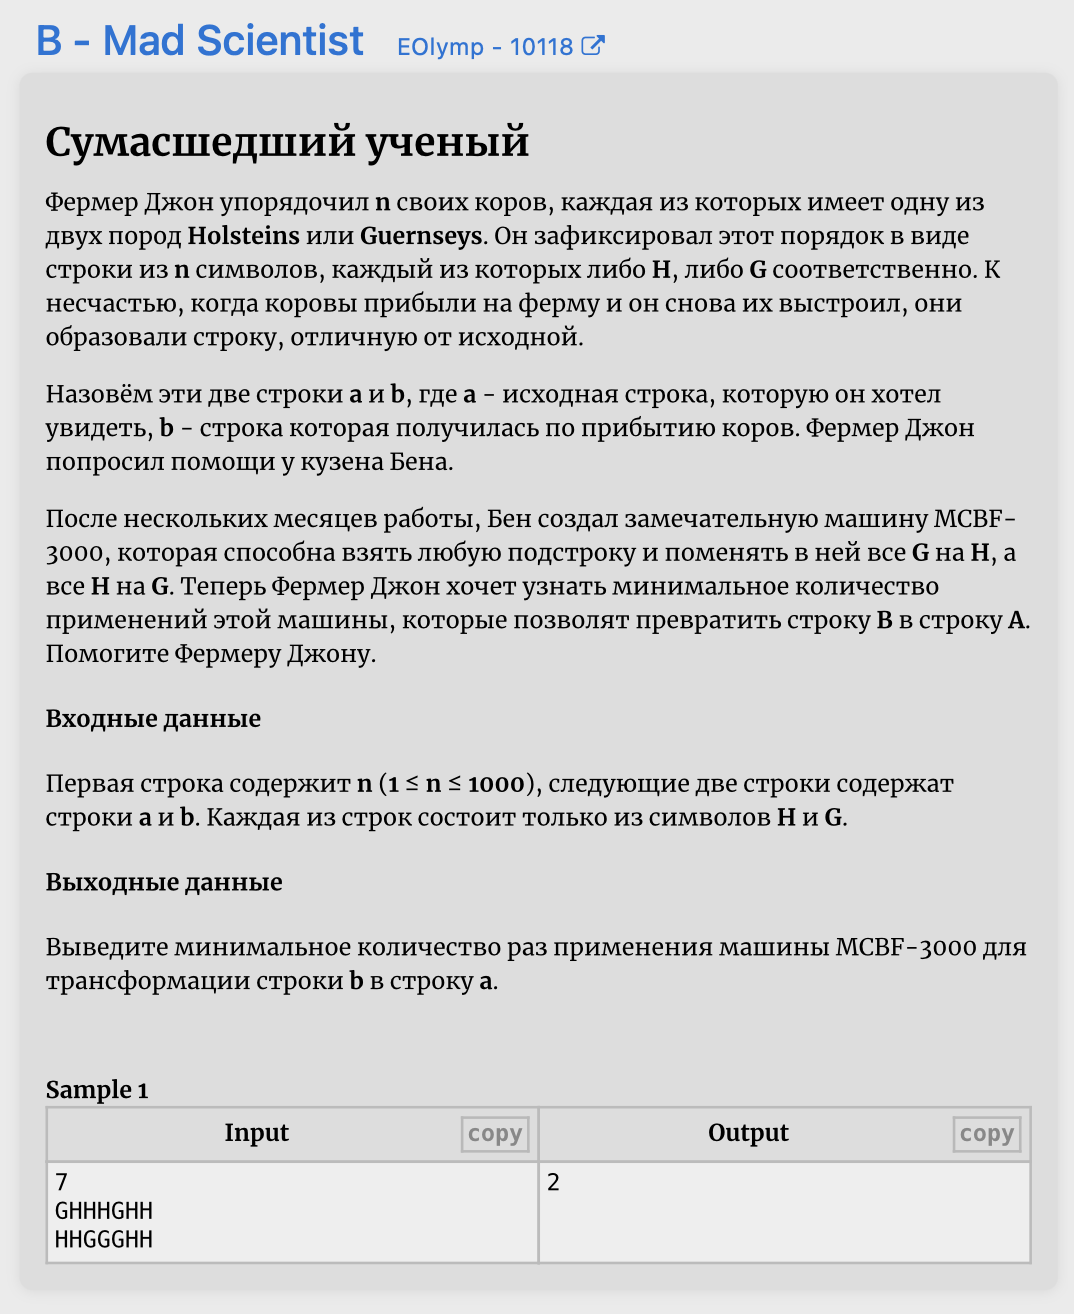 B - Mad Scientist EOlymp - 10118
Сумасшедший ученый
Фермер Джон упорядочил n своих коров, каждая из которых имеет одну из
двух пород Holsteins или Guernseys. Он зафиксировал этот порядок в виде
строки из n символов, каждый из которых либо H, либо G соответственно. К
несчастью, когда коровы прибыли на ферму и он снова их выстроил, они
образовали строку, отличную от исходной.
Назовём эти две строки a и b, где a - исходная строка, которую он хотел
увидеть, b - строка которая получилась по прибытию коров. Фермер Джон
попросил помощи у кузена Бена.
После нескольких месяцев работы, Бен создал замечательную машину MCBF-
3000, которая способна взять любую подстроку и поменять в ней все G на H, а
все H на G. Теперь Фермер Джон хочет узнать минимальное количество
применений этой машины, которые позволят превратить строку B в строку A.
Помогите Фермеру Джону.
Входные данные
Первая строка содержит n (1 ≤ n ≤ 1000), следующие две строки содержат
строки a и b. Каждая из строк состоит только из символов H и G.
Выходные данные
Выведите минимальное количество раз применения машины MCBF-3000 для
трансформации строки b в строку a.
Sample 1
Input copy Output copy
7 2
GHHHGHH
HHGGGHH